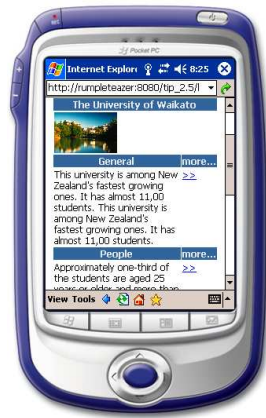 Pocket PC
Internet Explore 8:25
http://rumpleteazer:8080/tip_2.5/l
The University of Waikato
General more...
This university is among New >>
Zealand's fastest growing
ones. It has almost 11,00
students. This university is
among New Zealand's
fastest growing ones. It has
almost 11,00 students.
People more...
Approximately one-third of >>
the students are aged 25
years or older and more than
View Tools